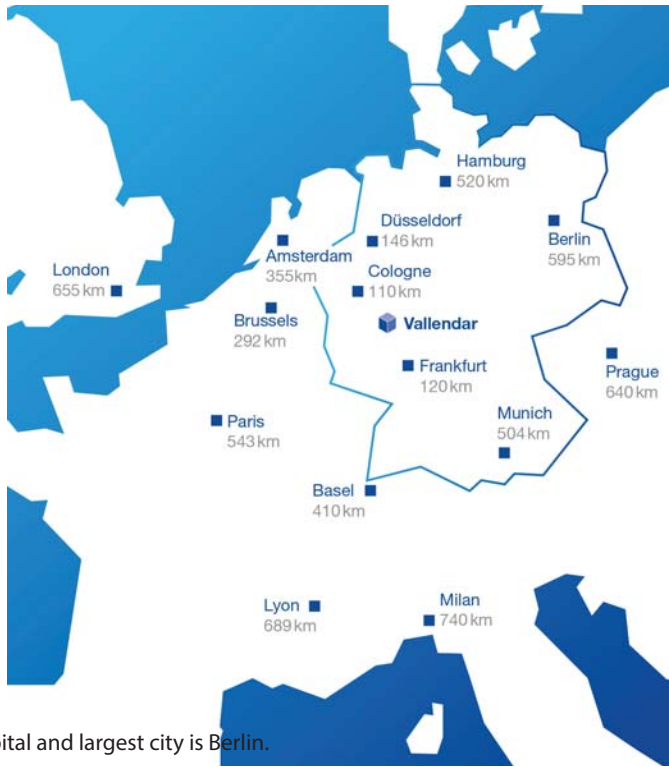 Hamburg
520 km
Düsseldorf
146 km
Berlin
595 km
Amsterdam
355km
London
655 km
Cologne
110 km
Brussels
292 km
Vallendar
Frankfurt
120 km
Prague
640 km
Paris
543 km
Munich
504 km
Basel
410 km
Lyon
689 km
Milan
740 km
pital and largest city is Berlin.